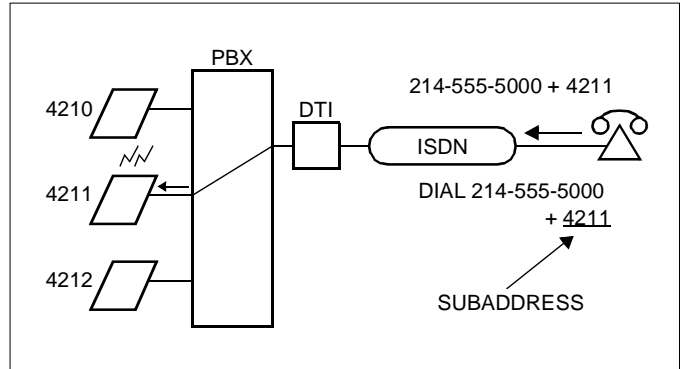 PBX
4210
214-555-5000 + 4211
DTI
ISDN
4211
DIAL 214-555-5000
+ 4211
4212
SUBADDRESS